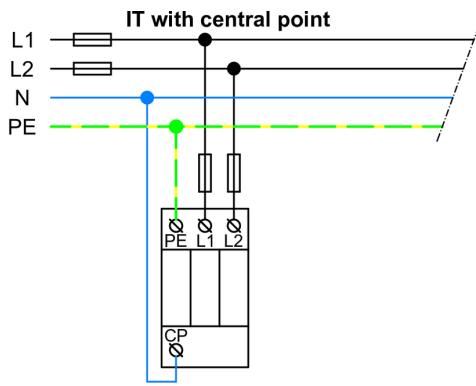 IT with central point
L1
L2
N
PE
PE L1 L2
CP